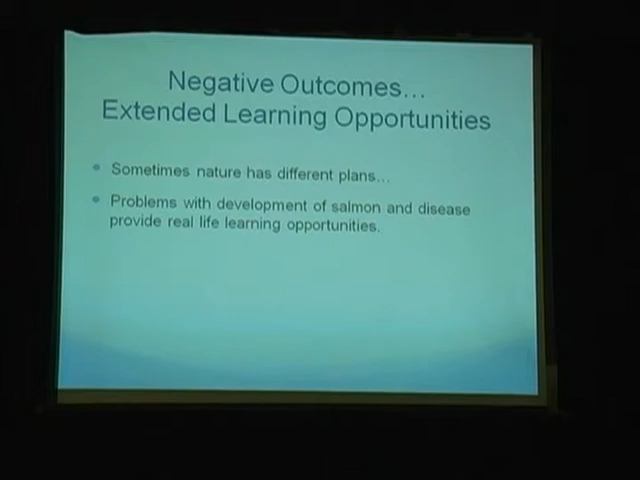 Negative Outcomes…
Extended Learning Opportunities
• Sometimes nature has different plans…
• Problems with development of salmon and disease
provide real life learning opportunities.